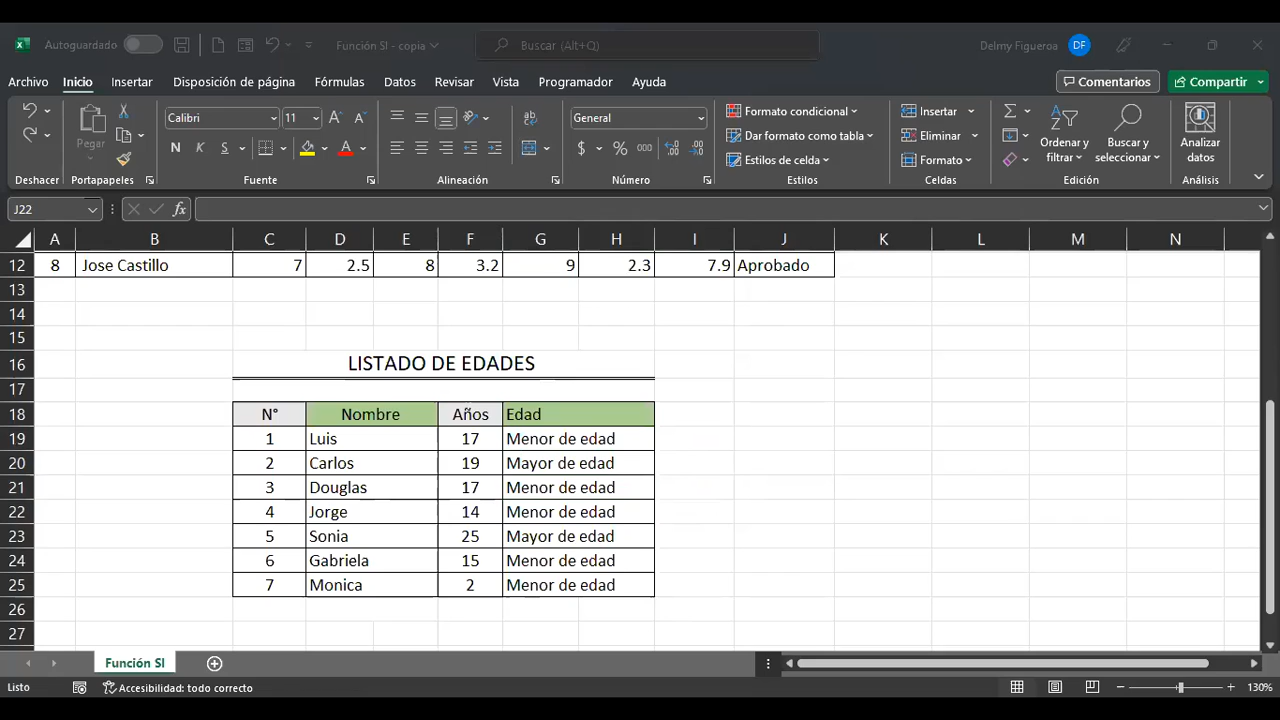 Autoguardado Función SI - copia Buscar (Alt+Q) Delmy Figueroa DF
Archivo Inicio Insertar Disposición de página Fórmulas Datos Revisar Vista Programador Ayuda Comentarios Compartir
Pegar Calibri 11 General Formato condicional Insertar
N K S $ % 000 Dar formato como tabla Eliminar Ordenar y filtrar Buscar y seleccionar Analizar datos
Estilos de celda Formato
Deshacer Portapapeles Fuente Alineación Número Estilos Celdas Edición Análisis
J22 fx
A B C D E F G H I J K L M N
12 8 Jose Castillo 7 2.5 8 3.2 9 2.3 7.9 Aprobado
13
14
15
16 LISTADO DE EDADES
17
18 N° Nombre Años Edad
19 1 Luis 17 Menor de edad
20 2 Carlos 19 Mayor de edad
21 3 Douglas 17 Menor de edad
22 4 Jorge 14 Menor de edad
23 5 Sonia 25 Mayor de edad
24 6 Gabriela 15 Menor de edad
25 7 Monica 2 Menor de edad
26
27
Función SI
Listo Accesibilidad: todo correcto 130%